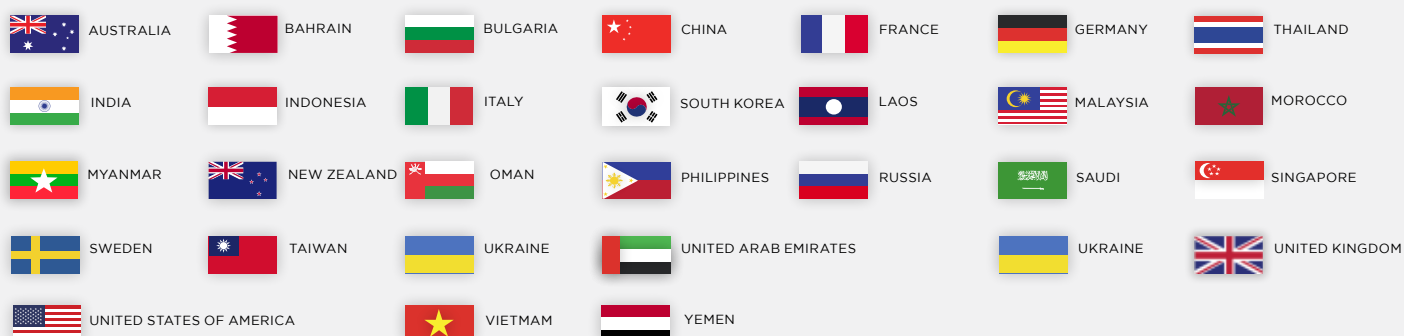 AUSTRALIA
BAHRAIN
BULGARIA
CHINA
FRANCE
GERMANY
THAILAND
INDIA
INDONESIA
ITALY
SOUTH KOREA
LAOS
MALAYSIA
MOROCCO
MYANMAR
NEW ZEALAND
OMAN
PHILIPPINES
RUSSIA
SAUDI
SINGAPORE
SWEDEN
TAIWAN
UKRAINE
UNITED ARAB EMIRATES
UKRAINE
UNITED KINGDOM
UNITED STATES OF AMERICA
VIETMAM
YEMEN